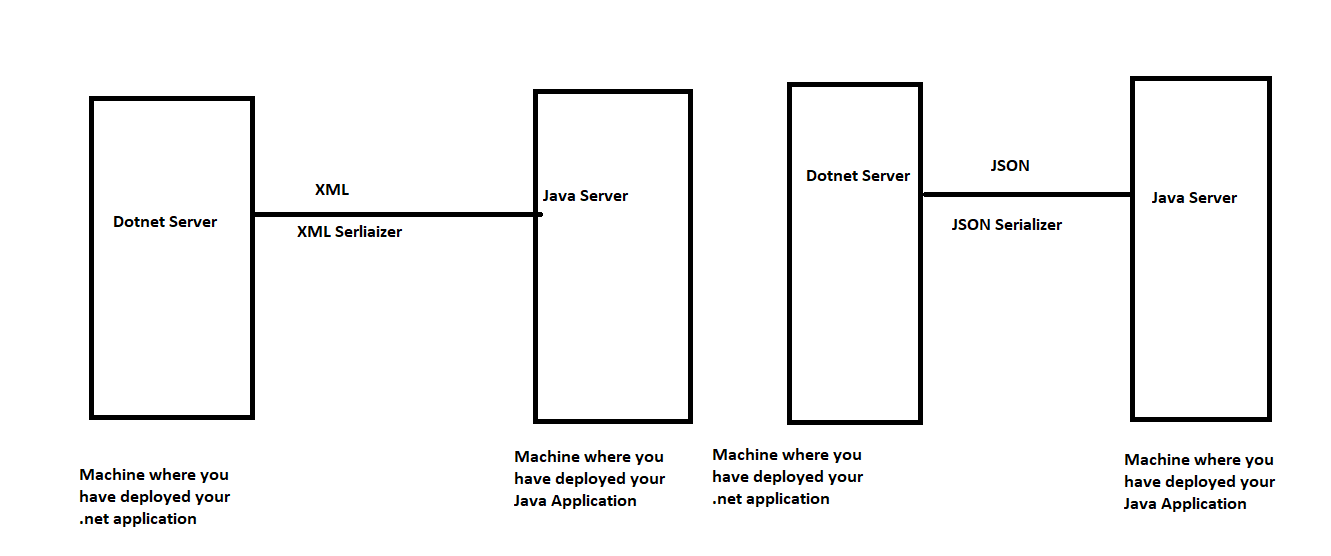 XML
XML Serliaizer
Dotnet Server
Java Server
Machine where you
have deployed your
.net application
Machine where you
have deployed your
Java Application
JSON
JSON Serializer
Dotnet Server
Java Server
Machine where you
have deployed your
.net application
Machine where you
have deployed your
Java Application